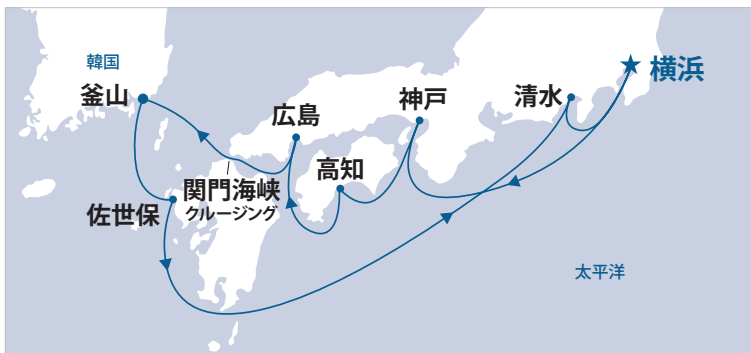 韓国
釜山
広島
神戸
清水
横浜
高知
関門海峡
クルージング
佐世保
太平洋